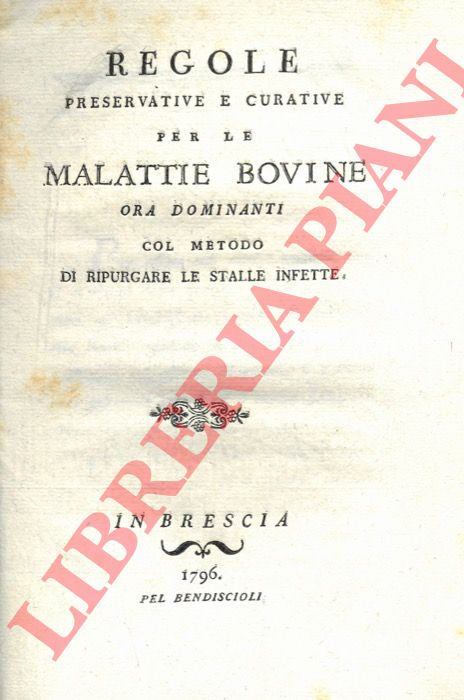 REGOLE
PRESERVATIVE E CURATIVE
PER LE
MALATTIE BOVINE
ORA DOMINANTI
COL METODO
DI RIPURGARE LE STALLE INFETTE.
IN BRESCIA
1796.
PEL BENDISCIOLI
LIBRERIA PIANI